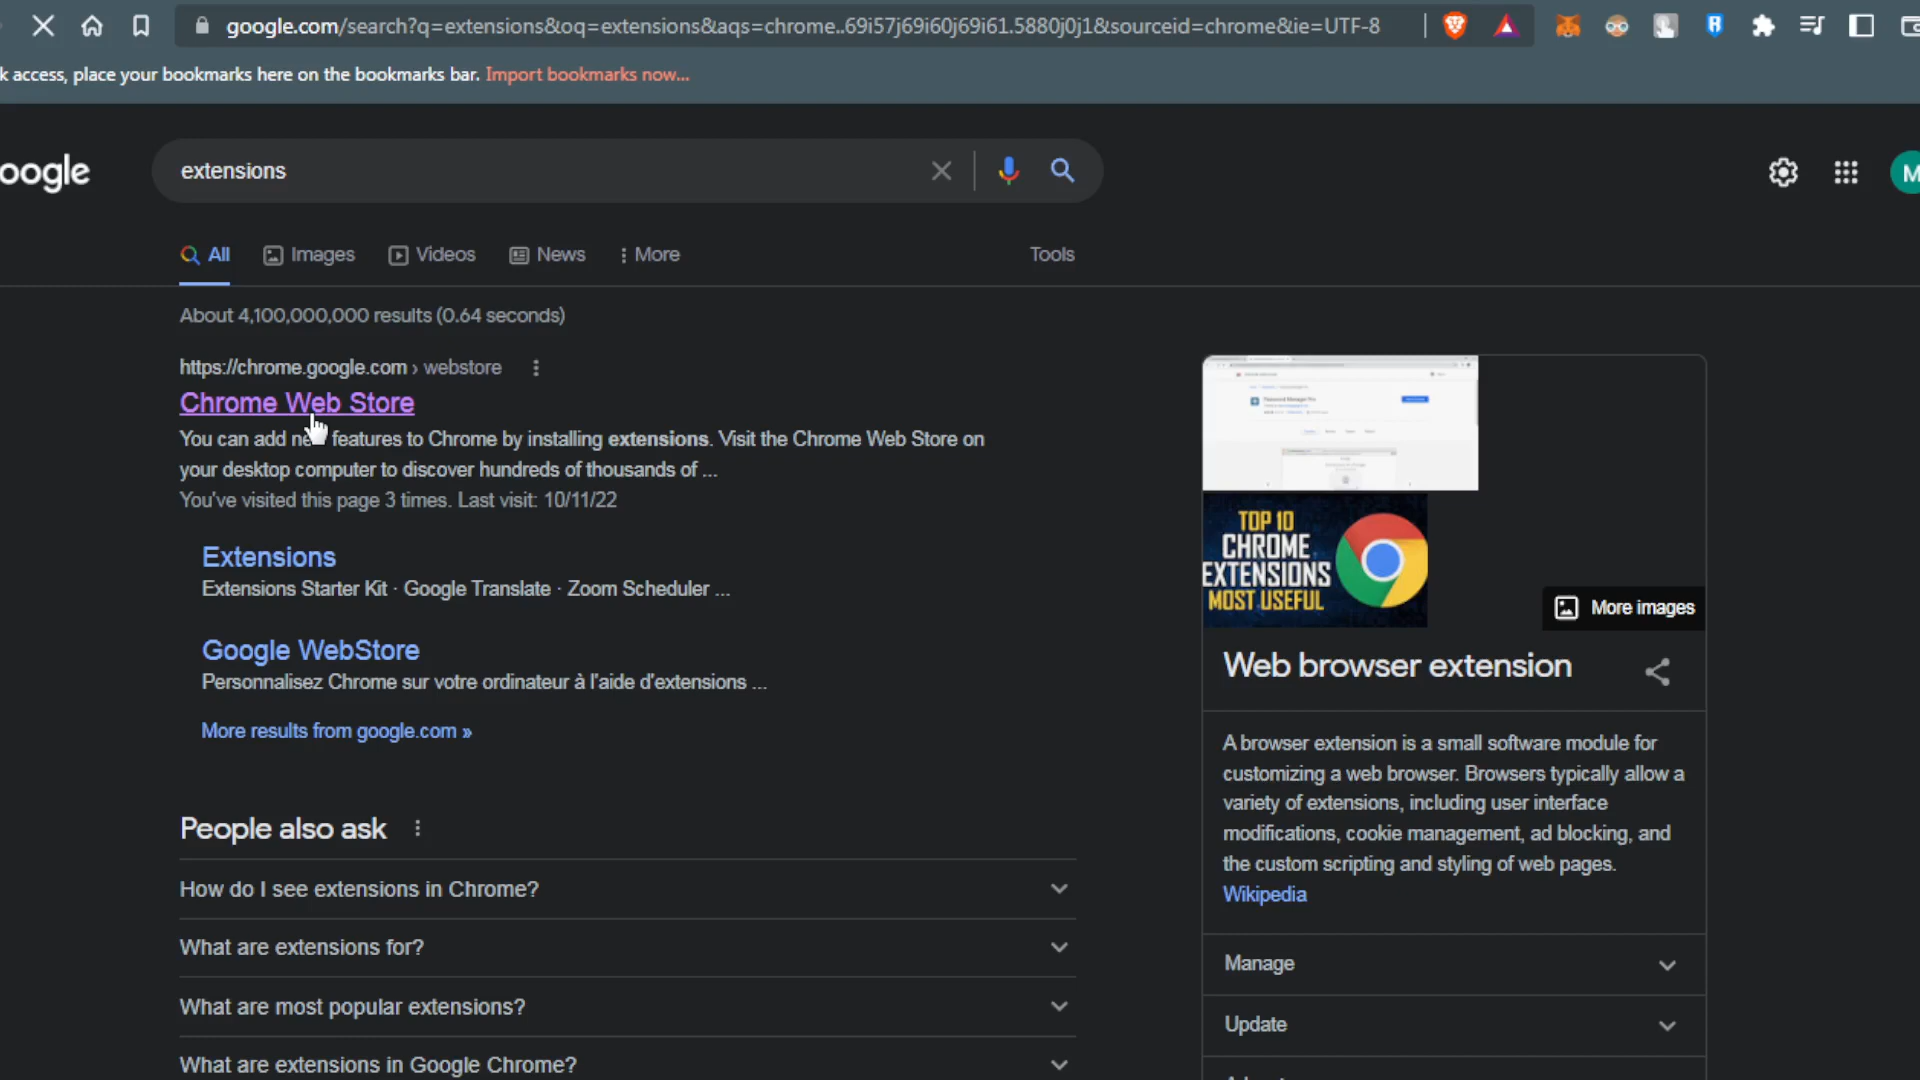 google.com/search?q=extensions&oq=extensions&aqs=chrome..69i57j69i60j69i61.5880j0j1&sourceid=chrome&ie=UTF-8
k access, place your bookmarks here on the bookmarks bar. Import bookmarks now...
oogle
extensions
M
All
Images
Videos
News
More
Tools
About 4,100,000,000 results (0.64 seconds)
https://chrome.google.com › webstore
Chrome Web Store
You can add new features to Chrome by installing extensions. Visit the Chrome Web Store on
your desktop computer to discover hundreds of thousands of ...
You've visited this page 3 times. Last visit: 10/11/22
Extensions
Extensions Starter Kit · Google Translate · Zoom Scheduler ...
Google WebStore
Personnalisez Chrome sur votre ordinateur à l'aide d'extensions ...
More results from google.com »
People also ask
How do I see extensions in Chrome?
What are extensions for?
What are most popular extensions?
What are extensions in Google Chrome?
TOP 10
CHROME
EXTENSIONS
MOST USEFUL
More images
Web browser extension
A browser extension is a small software module for
customizing a web browser. Browsers typically allow a
variety of extensions, including user interface
modifications, cookie management, ad blocking, and
the custom scripting and styling of web pages.
Wikipedia
Manage
Update